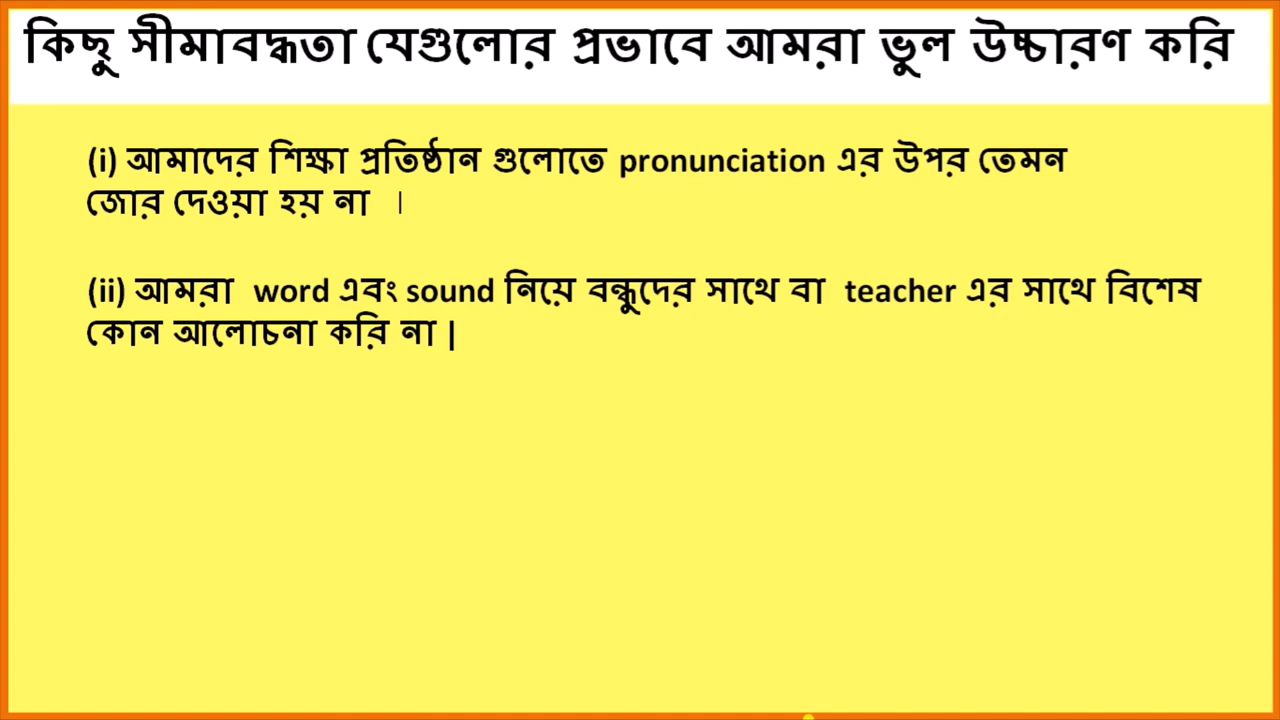 কিছু সীমাবদ্ধতা যেগুলোর প্রভাবে আমরা ভুল উচ্চারণ করি
(i) আমাদের শিক্ষা প্রতিষ্ঠান গুলোতে pronunciation এর উপর তেমন
জোর দেওয়া হয় না ।
(ii) আমরা word এবং sound নিয়ে বন্ধুদের সাথে বা teacher এর সাথে বিশেষ
কোন আলোচনা করি না |